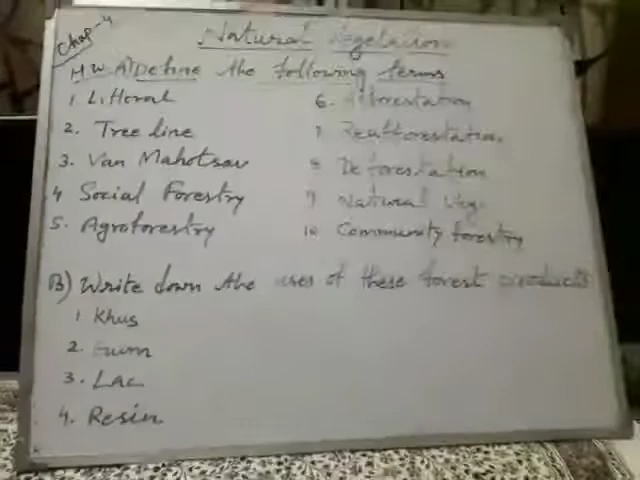 Chap-4
Natural Vegetation
H.W. A) Define the following terms
1. Littoral
2. Tree line
3. Van Mahotsav
4 Social Forestry
5. Agroforestry
6. Afforestation
7 Reafforestation
8 Deforestation
9 Natural Veg.
10 Community forestry
B) Write down the uses of these forest products
1 Khus
2.
3. Lac
4. Resin